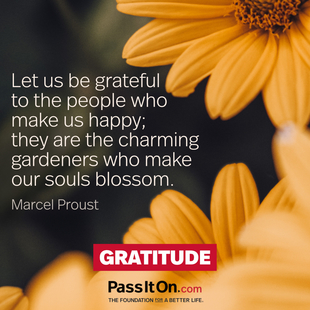 Let us be grateful
to the people who
make us happy;
they are the charming
gardeners who make
our souls blossom.
Marcel Proust
GRATITUDE
PassItOn.com
THE FOUNDATION FOR A BETTER LIFE.